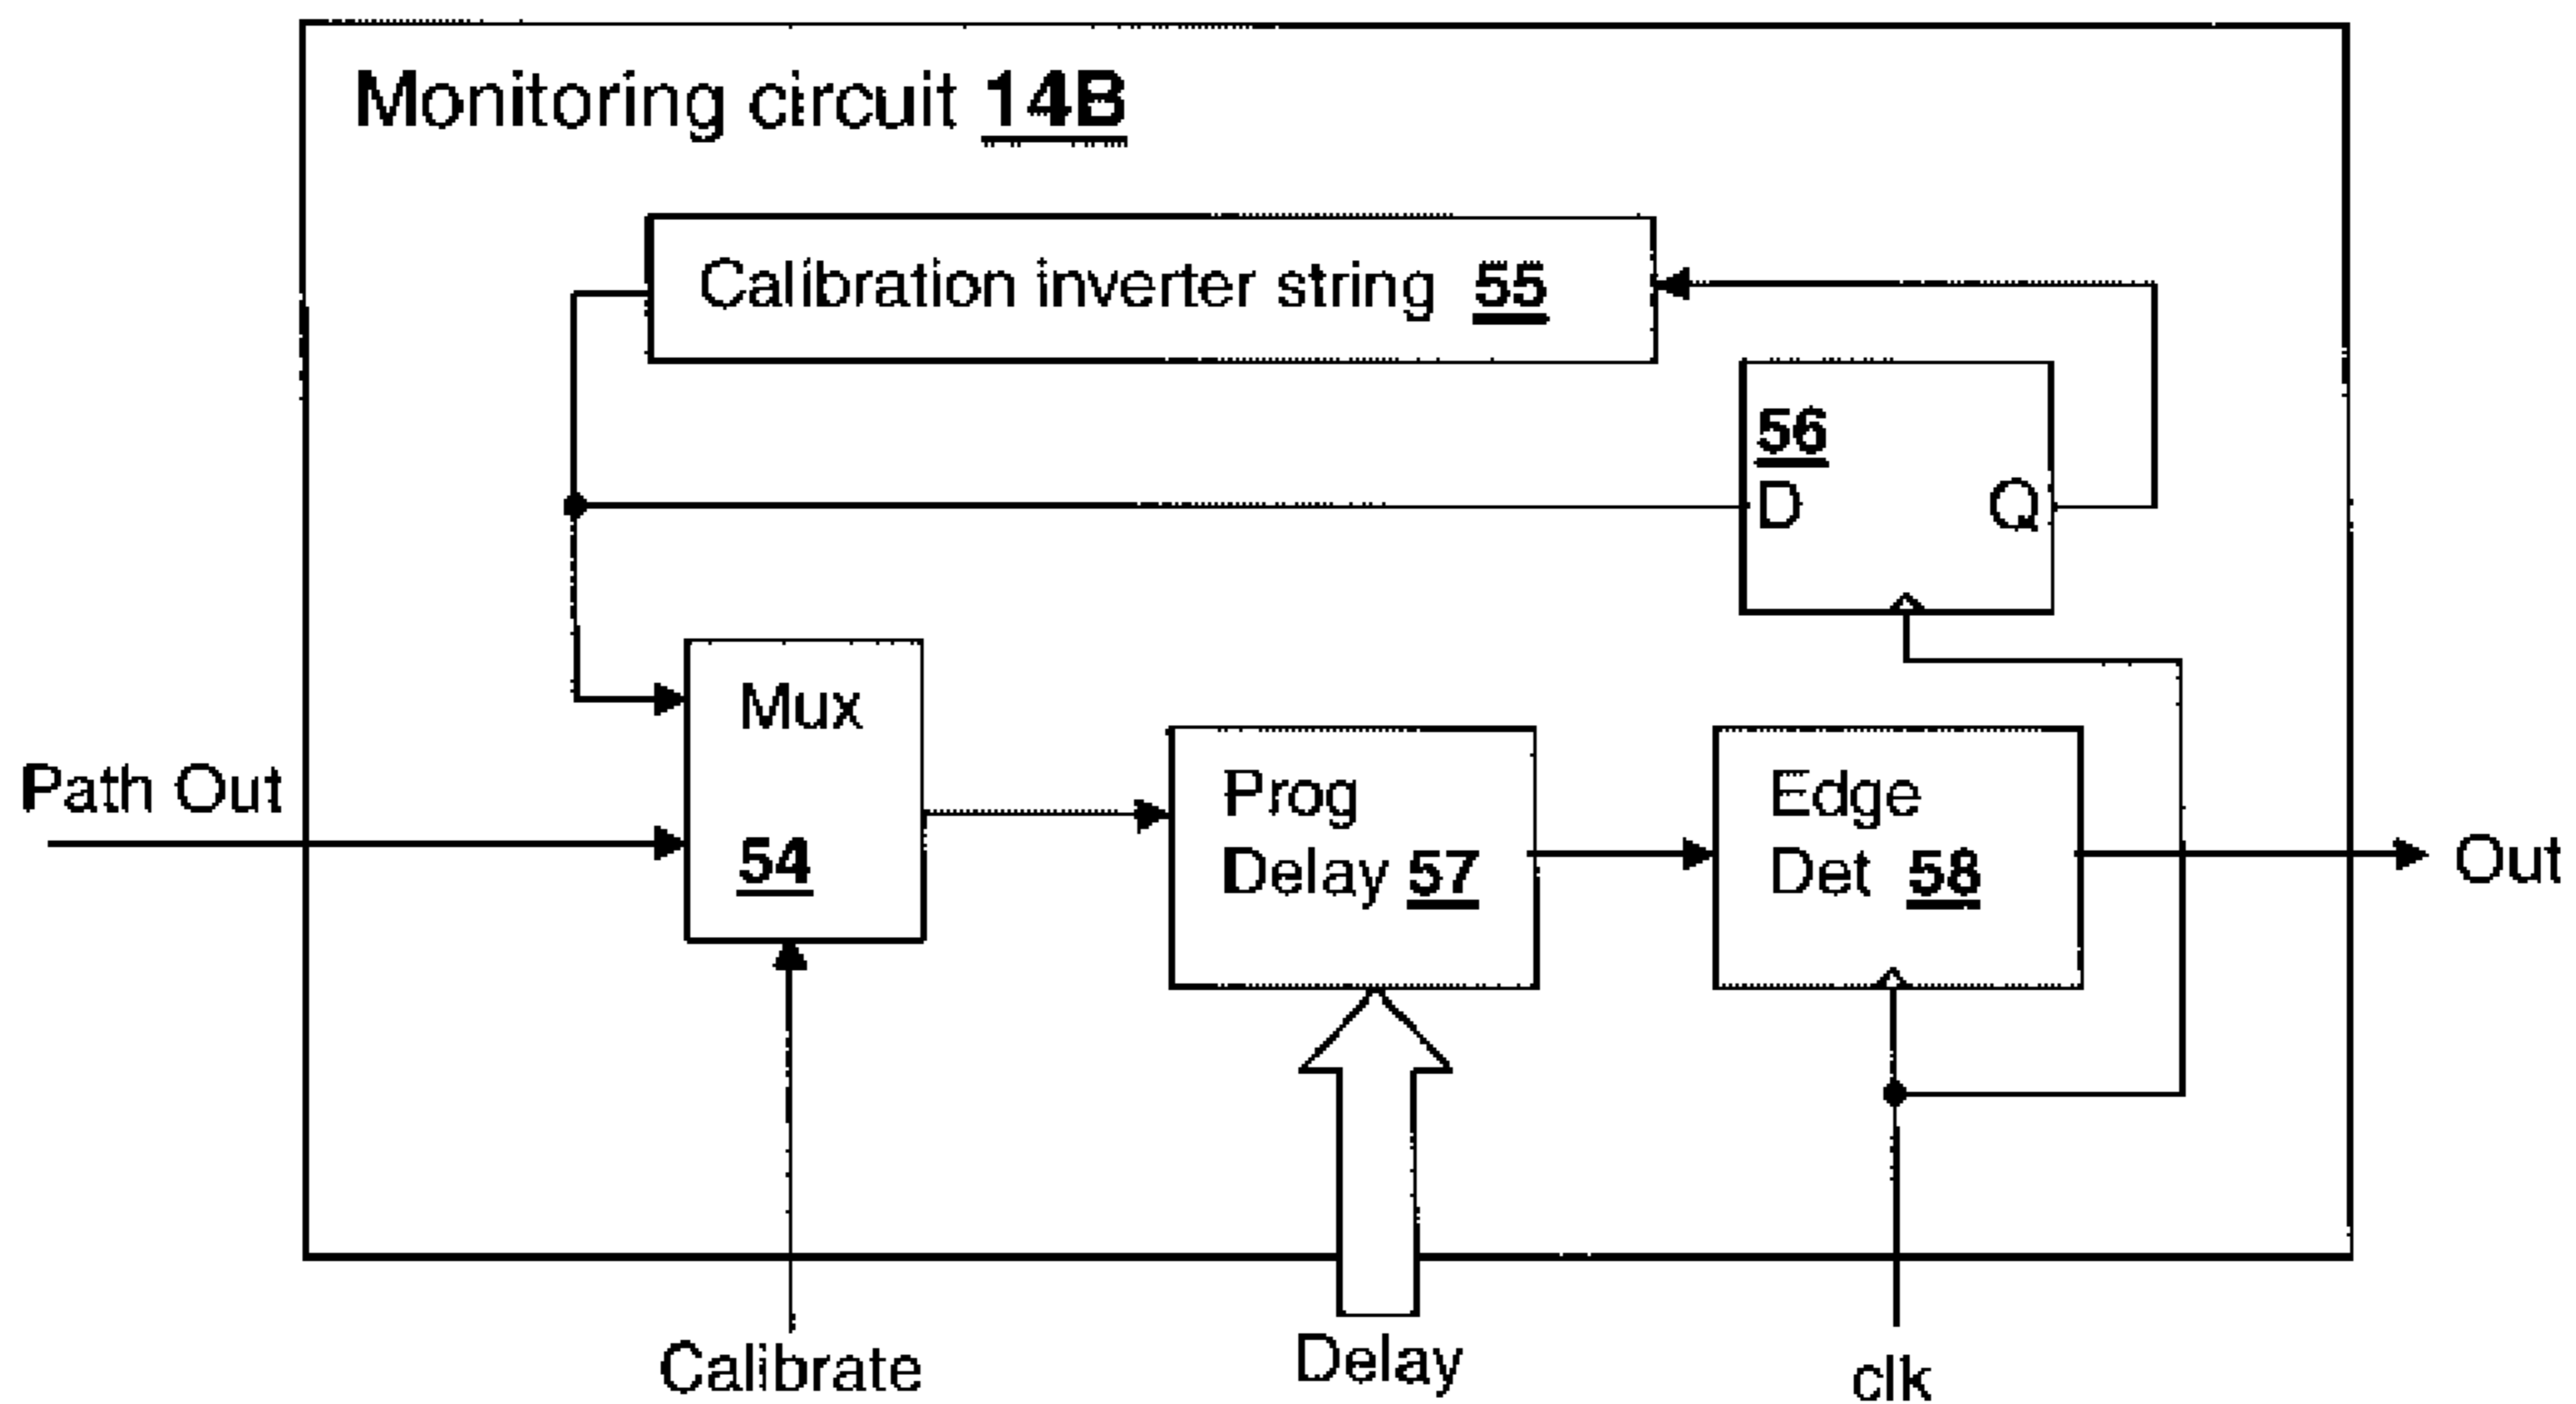 Monitoring circuit 14B
Calibration inverter string 55
56
D Q
Mux
54
Path Out
Prog
Delay 57
Edge
Det 58
Out
Calibrate
Delay
clk